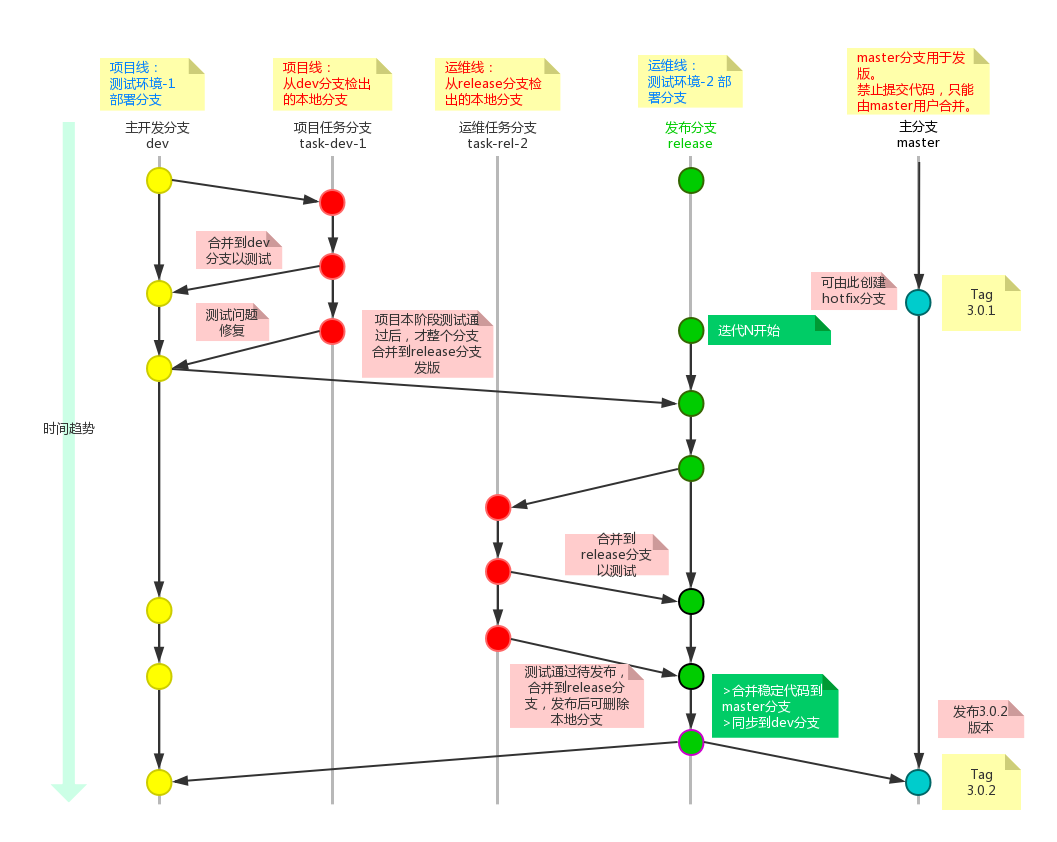 项目线：
测试环境-1
部署分支
项目线：
从dev分支检出
的本地分支
运维线：
从release分支检
出的本地分支
运维线：
测试环境-2 部
署分支
master分支用于发
版。
禁止提交代码，只能
由master用户合并。
主开发分支
dev
项目任务分支
task-dev-1
运维任务分支
task-rel-2
发布分支
release
主分支
master
合并到dev
分支以测试
可由此创建
hotfix分支
Tag
3.0.1
测试问题
修复
项目本阶段测试通
过后，才整个分支
合并到release分支
发版
迭代N开始
时间趋势
合并到
release分支
以测试
测试通过待发布，
合并到release分
支，发布后可删除
本地分支
>合并稳定代码到
master分支
>同步到dev分支
发布3.0.2
版本
Tag
3.0.2